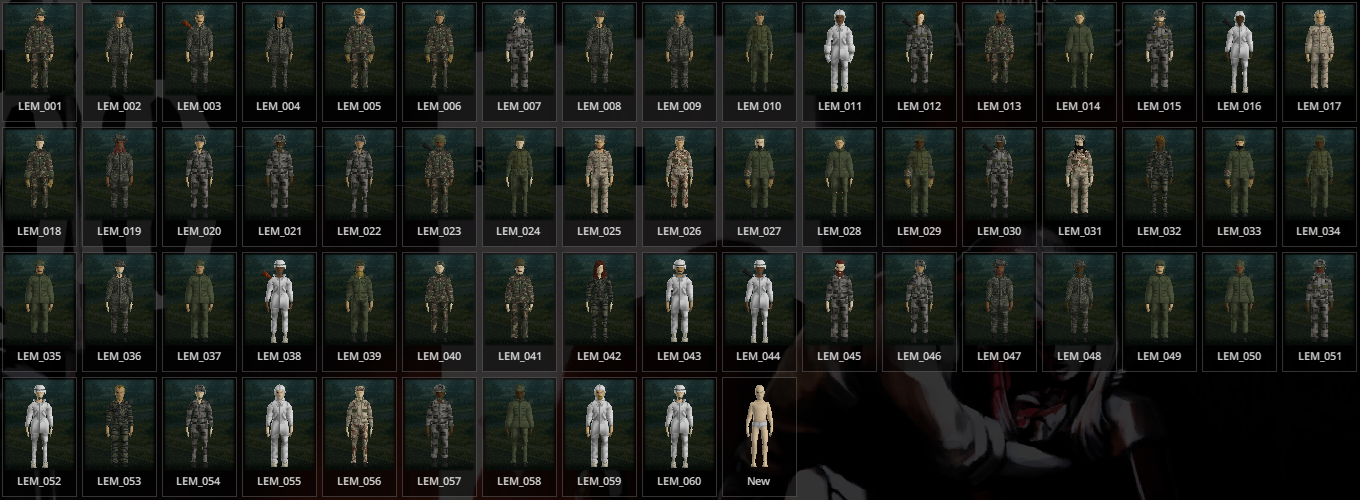 LEM_001 LEM_002 LEM_003 LEM_004 LEM_005 LEM_006 LEM_007 LEM_008 LEM_009 LEM_010 LEM_011 LEM_012 LEM_013 LEM_014 LEM_015 LEM_016 LEM_017
LEM_018 LEM_019 LEM_020 LEM_021 LEM_022 LEM_023 LEM_024 LEM_025 LEM_026 LEM_027 LEM_028 LEM_029 LEM_030 LEM_031 LEM_032 LEM_033 LEM_034
LEM_035 LEM_036 LEM_037 LEM_038 LEM_039 LEM_040 LEM_041 LEM_042 LEM_043 LEM_044 LEM_045 LEM_046 LEM_047 LEM_048 LEM_049 LEM_050 LEM_051
LEM_052 LEM_053 LEM_054 LEM_055 LEM_056 LEM_057 LEM_058 LEM_059 LEM_060 New